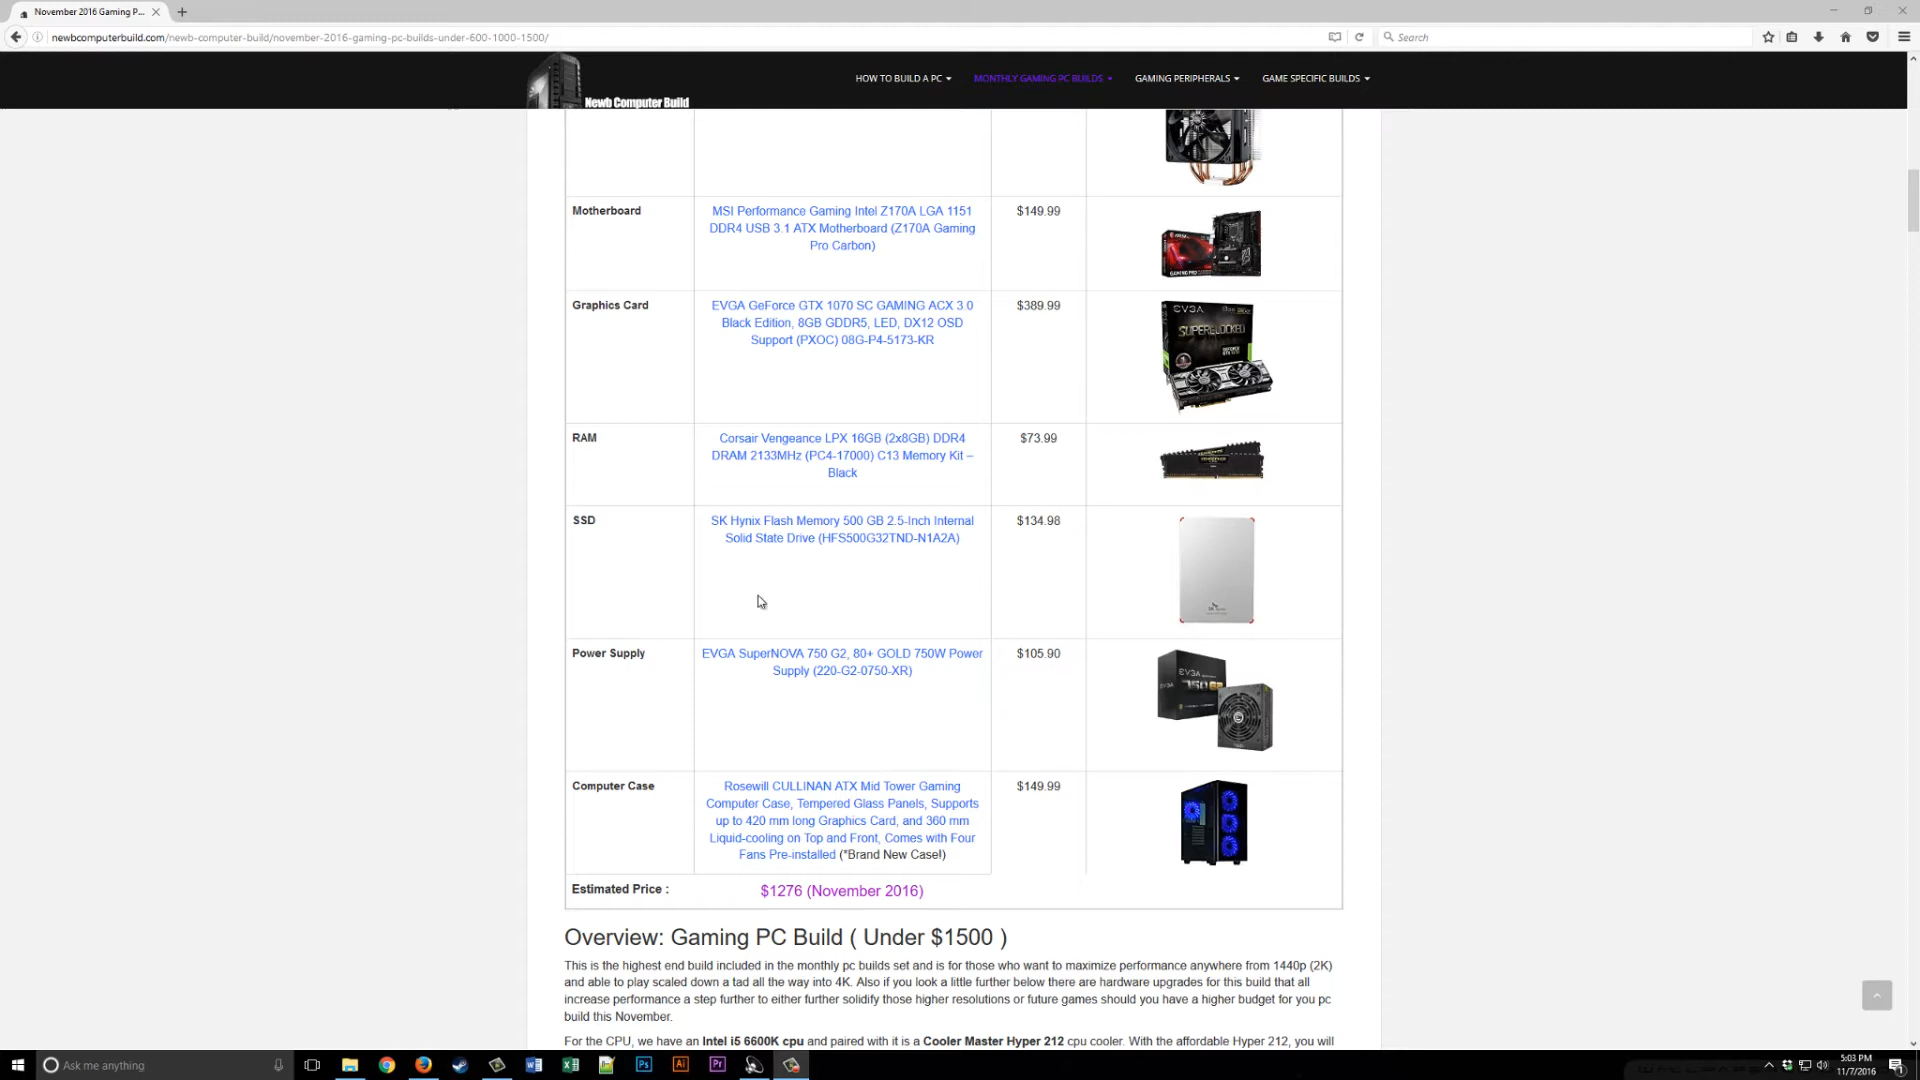 November 2016 Gaming P...
newbcomputerbuild.com/newb-computer-build/november-2016-gaming-pc-builds-under-600-1000-1500/
Search
Newb Computer Build
HOW TO BUILD A PC
MONTHLY GAMING PC BUILDS
GAMING PERIPHERALS
GAME SPECIFIC BUILDS
Motherboard
MSI Performance Gaming Intel Z170A LGA 1151
DDR4 USB 3.1 ATX Motherboard (Z170A Gaming
Pro Carbon)
$149.99
GAMING PRO CARBON
Graphics Card
EVGA GeForce GTX 1070 SC GAMING ACX 3.0
Black Edition, 8GB GDDR5, LED, DX12 OSD
Support (PXOC) 08G-P4-5173-KR
$389.99
EVGA
SUPERCLOCKED
RAM
Corsair Vengeance LPX 16GB (2x8GB) DDR4
DRAM 2133MHz (PC4-17000) C13 Memory Kit –
Black
$73.99
SSD
SK Hynix Flash Memory 500 GB 2.5-Inch Internal
Solid State Drive (HFS500G32TND-N1A2A)
$134.98
Power Supply
EVGA SuperNOVA 750 G2, 80+ GOLD 750W Power
Supply (220-G2-0750-XR)
$105.90
EVGA
750 G2
Computer Case
Rosewill CULLINAN ATX Mid Tower Gaming
Computer Case, Tempered Glass Panels, Supports
up to 420 mm long Graphics Card, and 360 mm
Liquid-cooling on Top and Front, Comes with Four
Fans Pre-installed (*Brand New Case!)
$149.99
Estimated Price :
$1276 (November 2016)
Overview: Gaming PC Build ( Under $1500 )
This is the highest end build included in the monthly pc builds set and is for those who want to maximize performance anywhere from 1440p (2K)
and able to play scaled down a tad all the way into 4K. Also if you look a little further below there are hardware upgrades for this build that all
increase performance a step further to either further solidify those higher resolutions or future games should you have a higher budget for you pc
build this November.
For the CPU, we have an Intel i5 6600K cpu and paired with it is a Cooler Master Hyper 212 cpu cooler. With the affordable Hyper 212, you will
Ask me anything
Ps
Ai
Pr
5:03 PM
11/7/2016